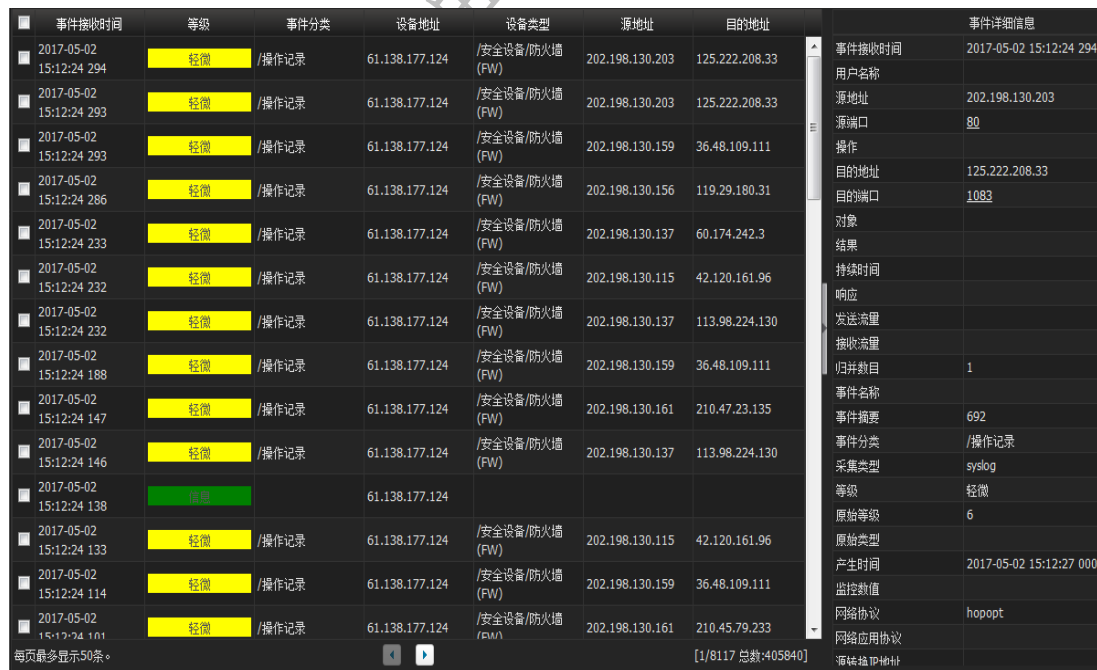 事件接收时间 等级 事件分类 设备地址 设备类型 源地址 目的地址
2017-05-02 15:12:24 294 轻微 /操作记录 61.138.177.124 /安全设备/防火墙(FW) 202.198.130.203 125.222.208.33
2017-05-02 15:12:24 293 轻微 /操作记录 61.138.177.124 /安全设备/防火墙(FW) 202.198.130.203 125.222.208.33
2017-05-02 15:12:24 293 轻微 /操作记录 61.138.177.124 /安全设备/防火墙(FW) 202.198.130.159 36.48.109.111
2017-05-02 15:12:24 286 轻微 /操作记录 61.138.177.124 /安全设备/防火墙(FW) 202.198.130.156 119.29.180.31
2017-05-02 15:12:24 233 轻微 /操作记录 61.138.177.124 /安全设备/防火墙(FW) 202.198.130.137 60.174.242.3
2017-05-02 15:12:24 232 轻微 /操作记录 61.138.177.124 /安全设备/防火墙(FW) 202.198.130.115 42.120.161.96
2017-05-02 15:12:24 232 轻微 /操作记录 61.138.177.124 /安全设备/防火墙(FW) 202.198.130.137 113.98.224.130
2017-05-02 15:12:24 188 轻微 /操作记录 61.138.177.124 /安全设备/防火墙(FW) 202.198.130.159 36.48.109.111
2017-05-02 15:12:24 147 轻微 /操作记录 61.138.177.124 /安全设备/防火墙(FW) 202.198.130.161 210.47.23.135
2017-05-02 15:12:24 146 轻微 /操作记录 61.138.177.124 /安全设备/防火墙(FW) 202.198.130.137 113.98.224.130
2017-05-02 15:12:24 138 61.138.177.124
2017-05-02 15:12:24 133 轻微 /操作记录 61.138.177.124 /安全设备/防火墙(FW) 202.198.130.115 42.120.161.96
2017-05-02 15:12:24 114 轻微 /操作记录 61.138.177.124 /安全设备/防火墙(FW) 202.198.130.159 36.48.109.111
2017-05-02 15:12:24 101 轻微 /操作记录 61.138.177.124 /安全设备/防火墙(FW) 202.198.130.161 210.45.79.233
每页最多显示50条。 [1/8117 总数:405840]
事件详细信息
事件接收时间 2017-05-02 15:12:24 294
用户名称
源地址 202.198.130.203
源端口 80
操作
目的地址 125.222.208.33
目的端口 1083
对象
结果
持续时间
响应
发送流量
接收流量
归并数目 1
事件名称
事件摘要 692
事件分类 /操作记录
采集类型 syslog
等级 轻微
原始等级 6
原始类型
产生时间 2017-05-02 15:12:27 000
监控数值
网络协议 hopopt
网络应用协议
源转换IP地址